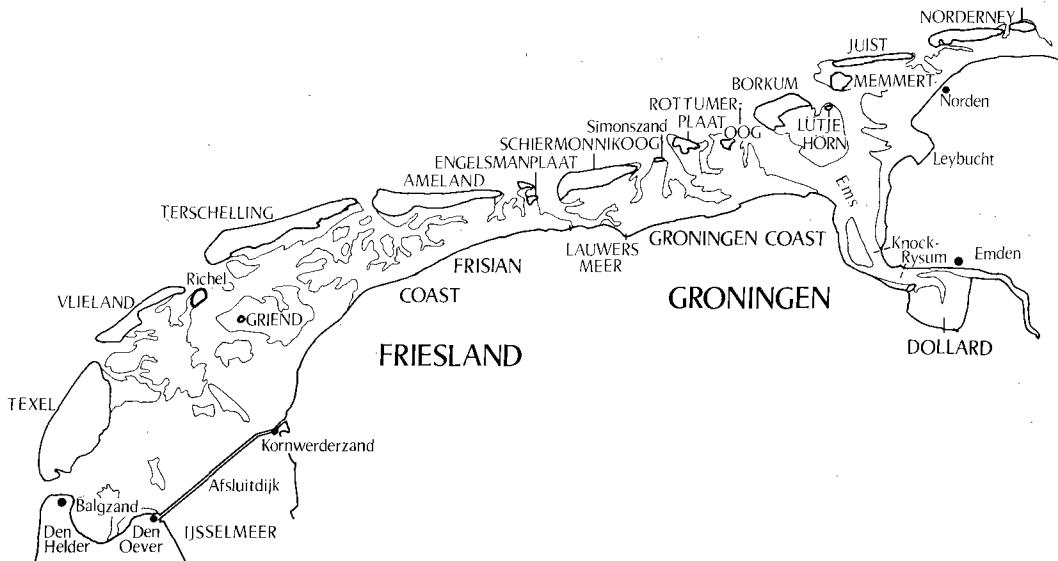 NORDERNEY
JUIST
MEMMERT
BORKUM
Norden
ROTTUMER-
PLAAT
OOG
LÜTJE
HÖRN
Simonszand
SCHIERMONNIKOOG
Leybucht
ENGELSMANPLAAT
AMELAND
Ems
TERSCHELLING
LAUWERS
MEER
GRONINGEN COAST
Knock-
Rysum
Emden
FRISIAN
COAST
Richel
VLIELAND
GRIEND
GRONINGEN
FRIESLAND
DOLLARD
TEXEL
Kornwerderzand
Afsluitdijk
Balgzand
Den
Helder
Den
Oever
IJSSELMEER